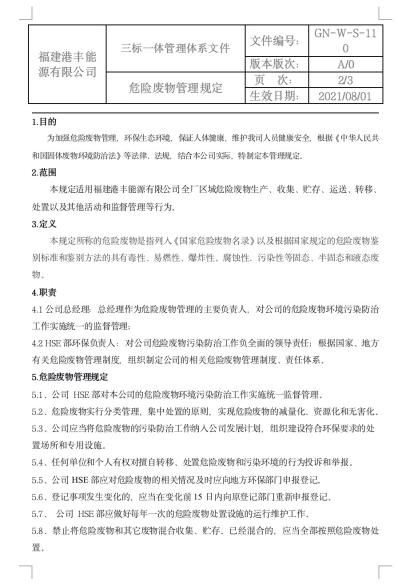 福建港丰能
源有限公司
三标一体管理体系文件
危险废物管理规定
文件编号：
GN-W-S-11
0
版本版次：
A/0
页 次：
2/3
生效日期：
2021/08/01
1.目的
为加强危险废物管理，环保生态环境，保证人体健康，维护我司人员健康安全，根据《中华人民共
和国固体废物环境防治法》等法律、法规，结合本公司实际，特制定本管理规定。
2.范围
本规定适用福建港丰能源有限公司全厂区域危险废物生产、收集、贮存、运送、转移、
处置以及其他活动和监督管理等行为。
3.定义
本规定所称的危险废物是指列入《国家危险废物名录》以及根据国家规定的危险废物鉴
别标准和鉴别方法的具有毒性、易燃性、爆炸性、腐蚀性、污染性等固态、半固态和液态废
物。
4.职责
4.1 公司总经理：总经理作为危险废物管理的主要负责人，对公司的危险废物环境污染防治
工作实施统一的监督管理；
4.2 HSE 部环保负责人：对公司危险废物污染防治工作负全面的领导责任；根据国家、地方
有关危险废物管理制度，组织制定公司的相关危险废物管理制度、责任体系。
5.危险废物管理规定
5.1、公司 HSE 部对本公司的危险废物环境污染防治工作实施统一监督管理。
5.2、危险废物实行分类管理，集中处置的原则，实现危险废物的减量化、资源化和无害化。
5.3、公司应当将危险废物的污染防治工作纳入公司发展计划，组织建设符合环保要求的处
置场所和专用设施。
5.4、任何单位和个人有权对擅自转移、处置危险废物和污染环境的行为投诉和举报。
5.5、公司 HSE 部应对危险废物的相关情况及时应向地方环保部门申报登记。
5.6、登记事项发生变化的，应当在变化前 15 日内向原登记部门重新申报登记。
5.7、 公司 HSE 部应做好每年一次的危险废物处置设施的运行维护工作。
5.8、禁止将危险废物和其它废物混合收集、贮存。已经混合的，应当全部按照危险废物处
置。